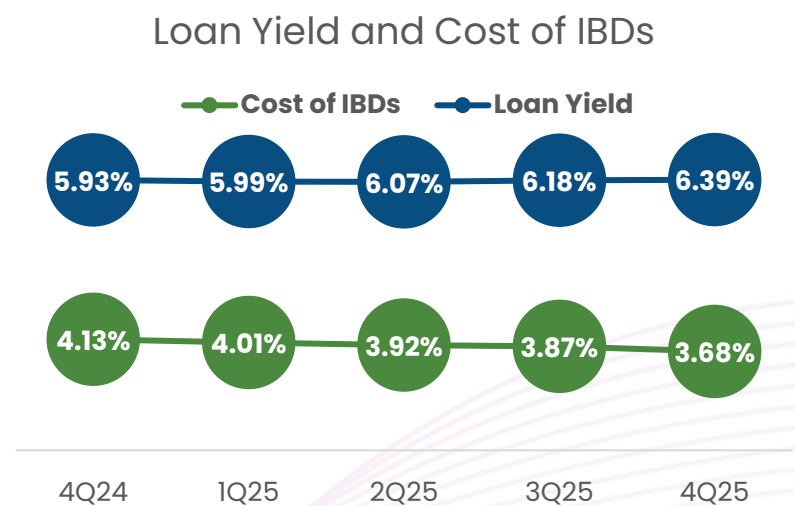 Loan Yield and Cost of IBDs
Cost of IBDs Loan Yield
5.93% 5.99% 6.07% 6.18% 6.39%
4.13% 4.01% 3.92% 3.87% 3.68%
4Q24 1Q25 2Q25 3Q25 4Q25